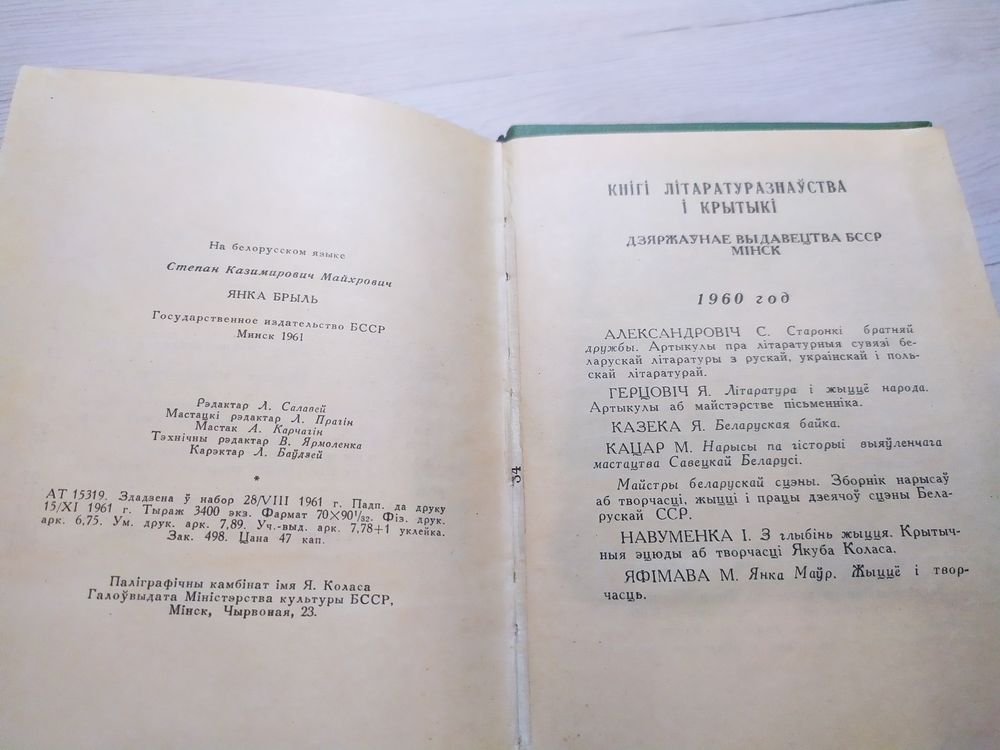 На белорусском языке
Степан Казимирович Майхрович
ЯНКА БРЫЛЬ
Государственное издательство БССР
Минск 1961
Рэдактар Л. Салавей
Мастацкі рэдактар Л. Прагін
Мастак А. Карчагін
Тэхнічны рэдактар В. Ярмоленка
Карэктар Л. Баўдзей
*
АТ 15319. Здадзена ў набор 28/VIII 1961 г. Падп. да друку
15/XI 1961 г. Тыраж 3400 экз. Фармат 70×90¹/₃₂. Фіз. друк.
арк. 6,75. Ум. друк. арк. 7,89. Уч.-выд. арк. 7,78+1 уклейка.
Зак. 498. Цана 47 кап.
Паліграфічны камбінат імя Я. Коласа
Галоўвыдата Міністэрства культуры БССР,
Мінск, Чырвоная, 23.
34
КНІГІ ЛІТАРАТУРАЗНАЎСТВА
І КРЫТЫКІ
ДЗЯРЖАУНАЕ ВЫДАВЕЦТВА БССР
МІНСК
1960 год
АЛЕКСАНДРОВІЧ С. Старонкі братняй
дружбы. Артыкулы пра літаратурныя сувязі бе-
ларускай літаратуры з рускай, украінскай і поль-
скай літаратурай.
ГЕРЦОВІЧ Я. Літаратура і жыццё народа.
Артыкулы аб майстэрстве пісьменніка.
КАЗЕКА Я. Беларуская байка.
КАЦАР М. Нарысы па гісторыі выяўленчага
мастацтва Савецкай Беларусі.
Майстры беларускай сцэны. Зборнік нарысаў
аб творчасці, жыцці і працы дзеячоў сцэны Бела-
рускай ССР.
НАВУМЕНКА І. З глыбінь жыцця. Крытыч-
ныя эцюды аб творчасці Якуба Коласа.
ЯФІМАВА М. Янка Маўр. Жыццё і твор-
часць.